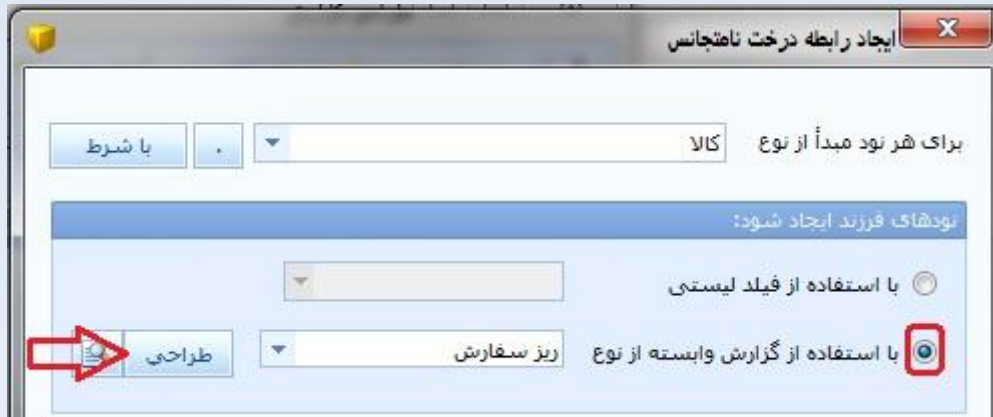 ایجاد رابطه درخت نامتجانس
برای هر نود مبدأ از نوع کالا . با شرط
نودهای فرزند ایجاد شود:
با استفاده از فیلد لیستی
با استفاده از گزارش وابسته از نوع ریز سفارش طراحی